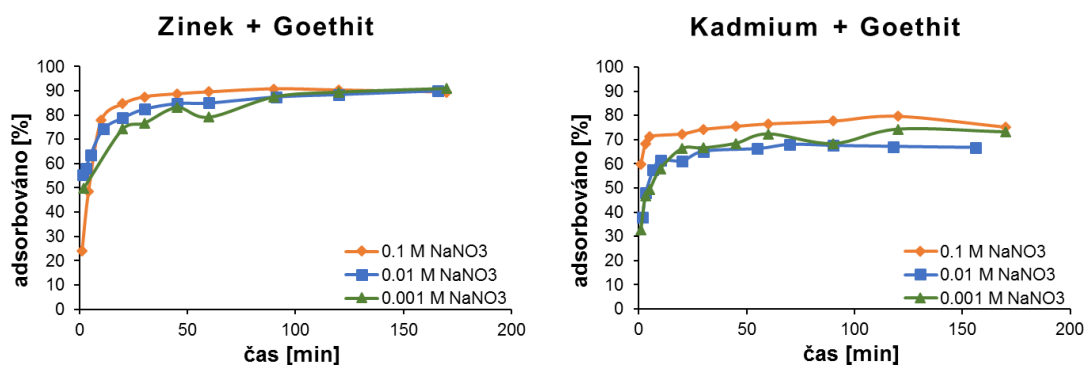 Zinek + Goethit
adsorbováno [%]
100
90
80
70
60
50
40
30
20
10
0
0 50 100 150 200
čas [min]
0.1 M NaNO3
0.01 M NaNO3
0.001 M NaNO3
Kadmium + Goethit
adsorbováno [%]
100
90
80
70
60
50
40
30
20
10
0
0 50 100 150 200
čas [min]
0.1 M NaNO3
0.01 M NaNO3
0.001 M NaNO3